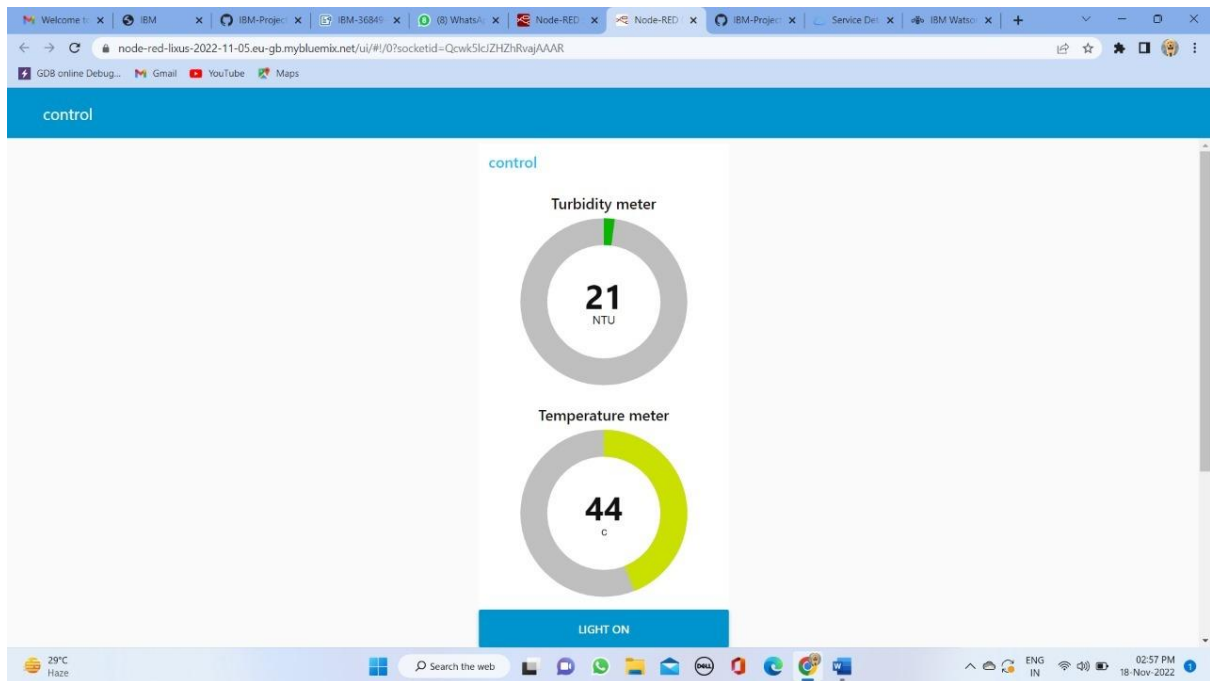 Welcome t
IBM
IBM-Projec
IBM-36849-
(8) WhatsA
Node-RED
Node-RED
IBM-Projec
Service Det
IBM Watso
node-red-lixus-2022-11-05.eu-gb.mybluemix.net/ui/#!/0?socketid=Qcwk5lcJZHZhRvajAAAR
GDB online Debug...
Gmail
YouTube
Maps
control
control
Turbidity meter
21
NTU
Temperature meter
44
c
LIGHT ON
29°C
Haze
Search the web
DELL
ENG
IN
02:57 PM
18-Nov-2022
1